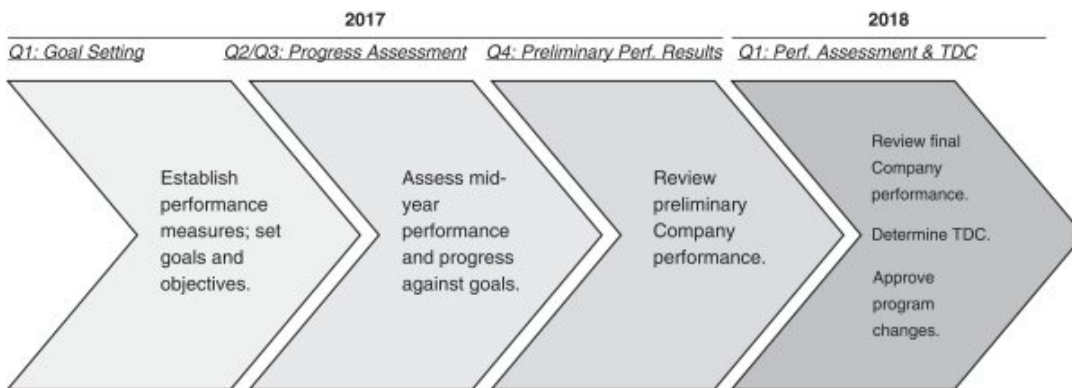 2017
2018
Q1: Goal Setting
Q2/Q3: Progress Assessment
Q4: Preliminary Perf. Results
Q1: Perf. Assessment & TDC
Establish
performance
measures; set
goals and
objectives.
Assess mid-
year
performance
and progress
against goals.
Review
preliminary
Company
performance.
Review final
Company
performance.
Determine TDC.
Approve
program
changes.